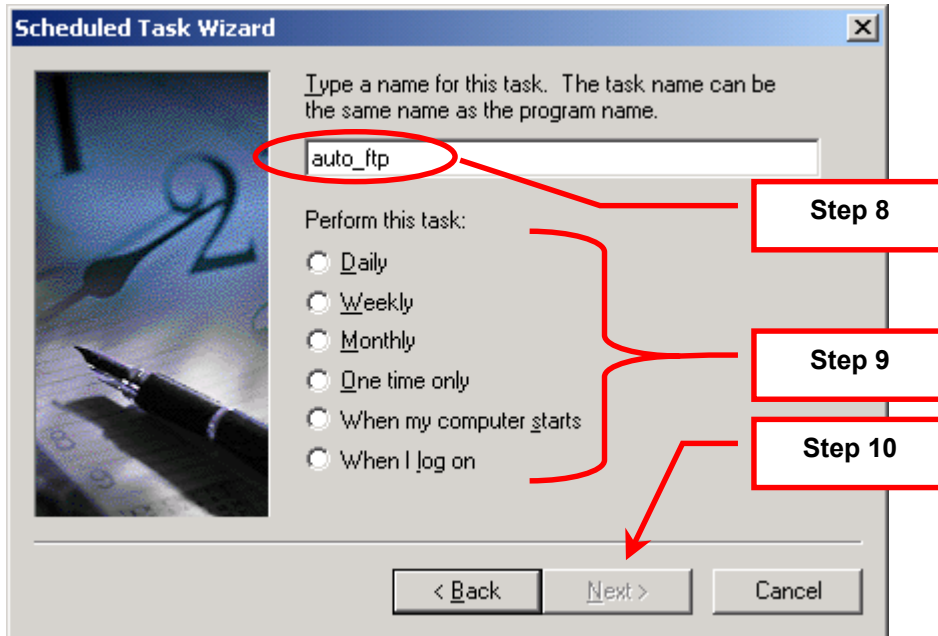 Scheduled Task Wizard
Type a name for this task. The task name can be
the same name as the program name.
auto_ftp
Step 8
Perform this task:
Daily
Weekly
Monthly
One time only
When my computer starts
When I log on
Step 9
Step 10
< Back
Next >
Cancel